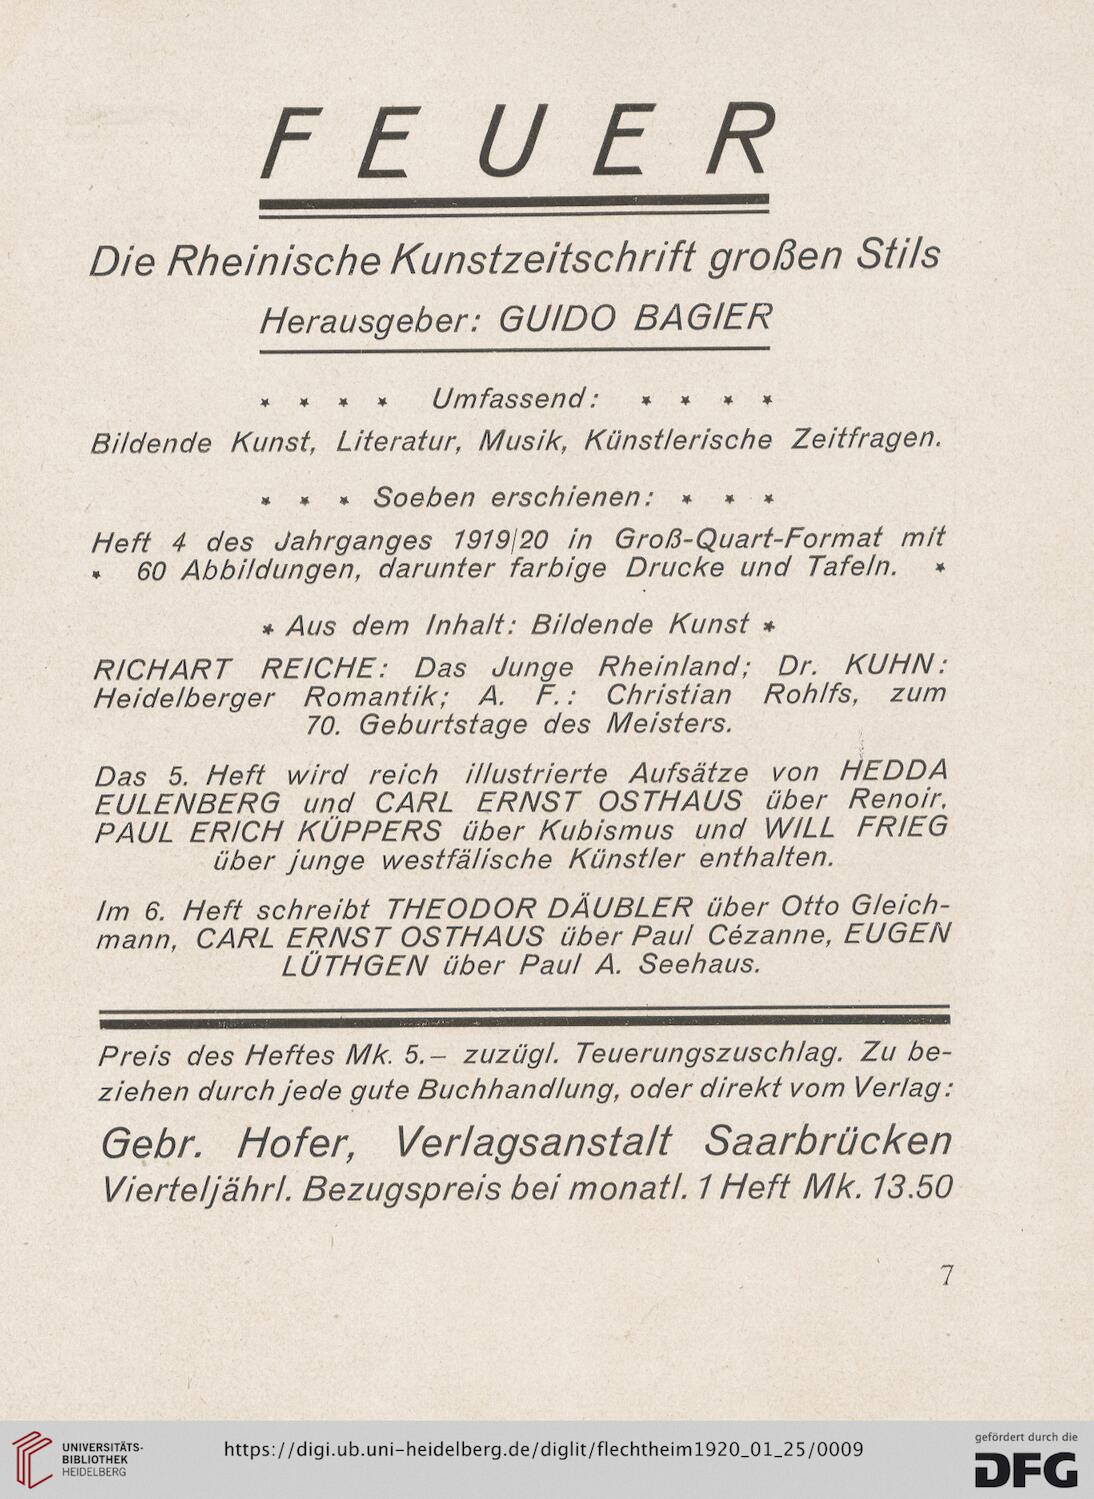 FEUER
Die Rheinische Kunstzeitschrift großen Stils
Herausgeber: GUIDO BAGIER
* * * * Umfassend: * * * *
Bildende Kunst, Literatur, Musik, Künstlerische Zeitfragen.
* * * Soeben erschienen: * * *
Heft 4 des Jahrganges 1919/20 in Groß-Quart-Format mit
* 60 Abbildungen, darunter farbige Drucke und Tafeln. *
* Aus dem Inhalt: Bildende Kunst *
RICHART REICHE: Das Junge Rheinland; Dr. KUHN:
Heidelberger Romantik; A. F.: Christian Rohlfs, zum
70. Geburtstage des Meisters.
Das 5. Heft wird reich illustrierte Aufsätze von HEDDA
EULENBERG und CARL ERNST OSTHAUS über Renoir,
PAUL ERICH KÜPPERS über Kubismus und WILL FRIEG
über junge westfälische Künstler enthalten.
Im 6. Heft schreibt THEODOR DÄUBLER über Otto Gleich-
mann, CARL ERNST OSTHAUS über Paul Cézanne, EUGEN
LÜTHGEN über Paul A. Seehaus.
Preis des Heftes Mk. 5.– zuzügl. Teuerungszuschlag. Zu be-
ziehen durch jede gute Buchhandlung, oder direkt vom Verlag:
Gebr. Hofer, Verlagsanstalt Saarbrücken
Vierteljährl. Bezugspreis bei monatl. 1 Heft Mk. 13.50
7
UNIVERSITÄTS-
BIBLIOTHEK
HEIDELBERG
https://digi.ub.uni-heidelberg.de/diglit/flechtheim1920_01_25/0009
gefördert durch die
DFG